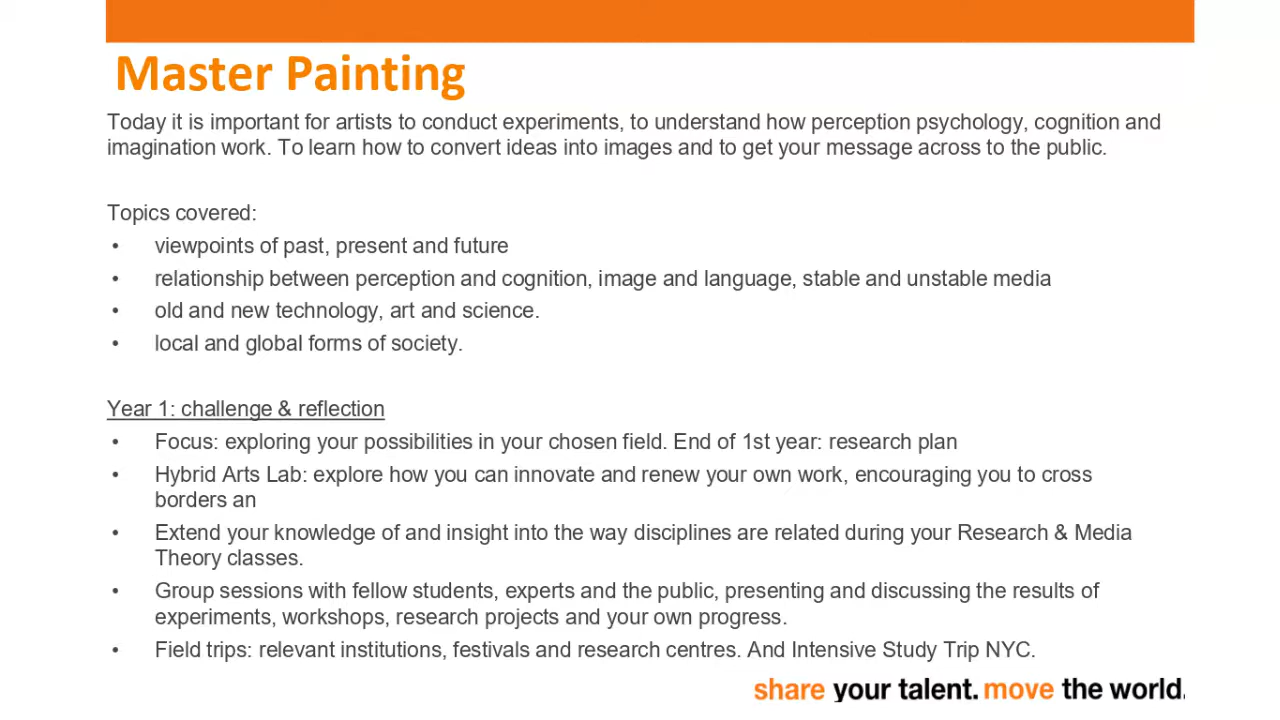 Master Painting
Today it is important for artists to conduct experiments, to understand how perception psychology, cognition and
imagination work. To learn how to convert ideas into images and to get your message across to the public.
Topics covered:
• viewpoints of past, present and future
• relationship between perception and cognition, image and language, stable and unstable media
• old and new technology, art and science.
• local and global forms of society.
Year 1: challenge & reflection
• Focus: exploring your possibilities in your chosen field. End of 1st year: research plan
• Hybrid Arts Lab: explore how you can innovate and renew your own work, encouraging you to cross
borders an
• Extend your knowledge of and insight into the way disciplines are related during your Research & Media
Theory classes.
• Group sessions with fellow students, experts and the public, presenting and discussing the results of
experiments, workshops, research projects and your own progress.
• Field trips: relevant institutions, festivals and research centres. And Intensive Study Trip NYC.
share your talent. move the world.